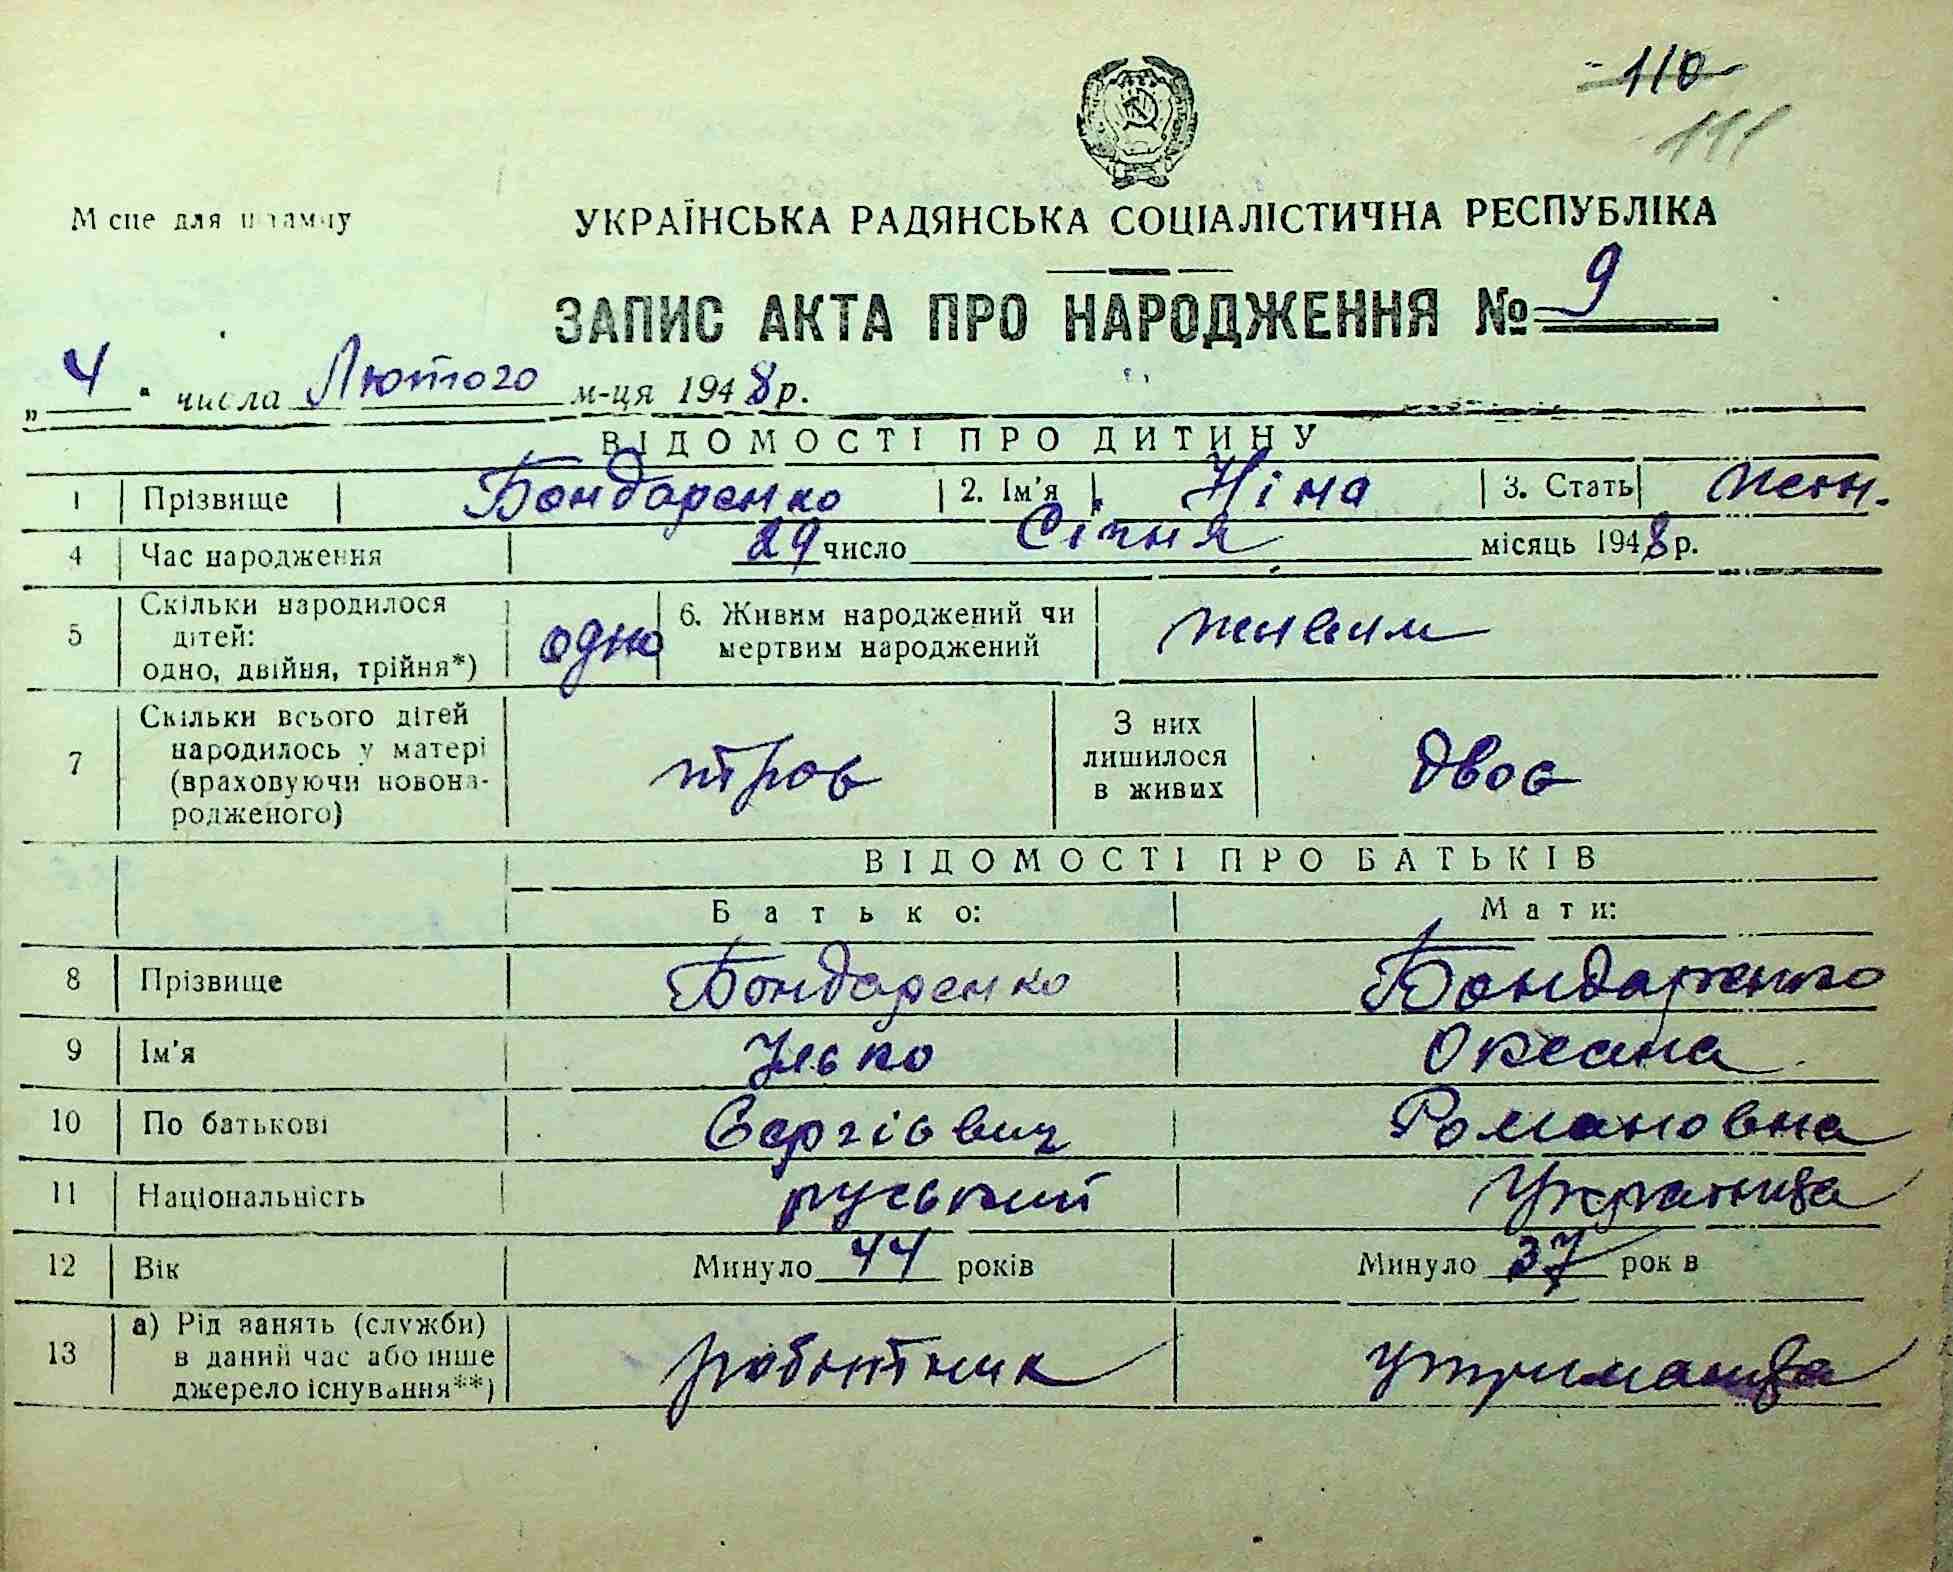 -110-
111
Місце для штампу
УКРАЇНСЬКА РАДЯНСЬКА СОЦІАЛІСТИЧНА РЕСПУБЛІКА
ЗАПИС АКТА ПРО НАРОДЖЕННЯ № 9
„4" числа Лютого м-ця 1948 р.
ВІДОМОСТІ ПРО ДИТИНУ
1 Прізвище Бондаренко 2. Ім'я Ніна 3. Стать жен.
4 Час народження 29 число Січня місяць 1948 р.
5 Скільки народилося дітей: одно, двійня, трійня*) одно 6. Живим народжений чи мертвим народжений живим
7 Скільки всього дітей народилось у матері (враховуючи новонародженого) троє З них лишилося в живих двоє
ВІДОМОСТІ ПРО БАТЬКІВ
Батько: Мати:
8 Прізвище Бондаренко Бондаренко
9 Ім'я Улько Оксана
10 По батькові Сергієвич Романовна
11 Національність руський Українка
12 Вік Минуло 44 років Минуло 37 років
13 а) Рід занять (служби) в даний час або інше джерело існування**) робітник утриманка